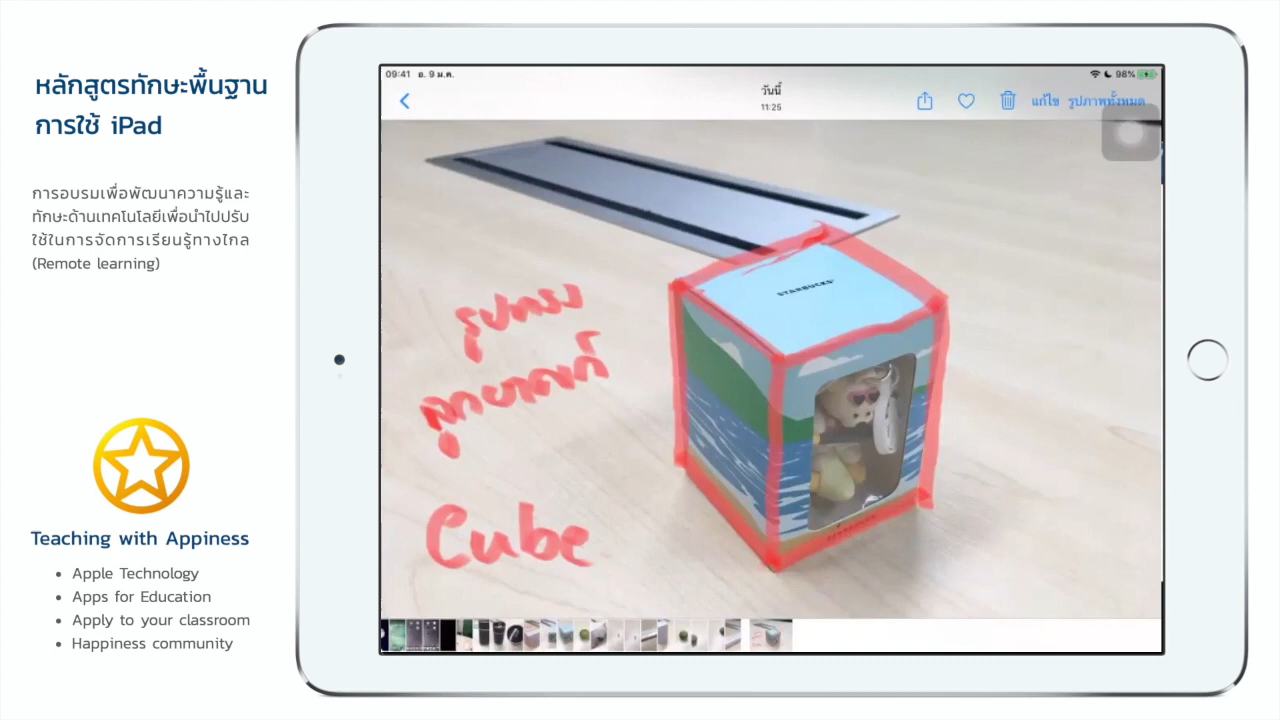 หลักสูตรทักษะพื้นฐาน
การใช้ iPad
การอบรมเพื่อพัฒนาความรู้และ
ทักษะด้านเทคโนโลยีเพื่อนำไปปรับ
ใช้ในการจัดการเรียนรู้ทางไกล
(Remote learning)
Teaching with Appiness
• Apple Technology
• Apps for Education
• Apply to your classroom
• Happiness community
09:41 อ. 9 ม.ค.
98%
วันนี้
11:25
แก้ไข รูปภาพทั้งหมด
STARBUCKS
รูปทรง
ลูกบาศก์
Cube
STARBUCKS